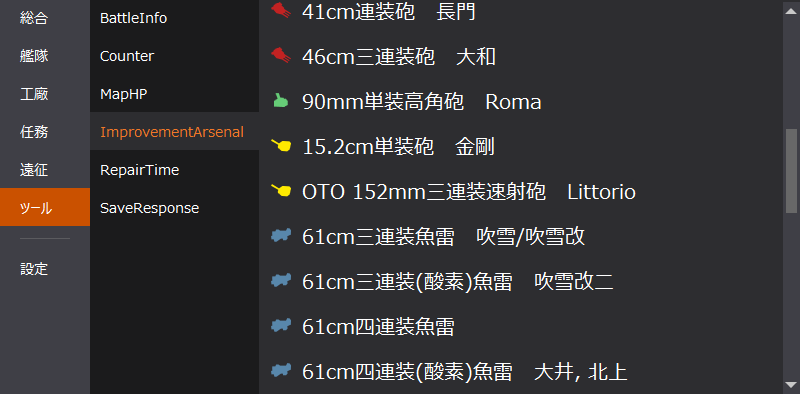 総合
艦隊
工廠
任務
遠征
ツール
設定
BattleInfo
Counter
MapHP
ImprovementArsenal
RepairTime
SaveResponse
41cm連装砲　長門
46cm三連装砲　大和
90mm単装高角砲　Roma
15.2cm単装砲　金剛
OTO 152mm三連装速射砲　Littorio
61cm三連装魚雷　吹雪/吹雪改
61cm三連装(酸素)魚雷　吹雪改二
61cm四連装魚雷
61cm四連装(酸素)魚雷　大井, 北上